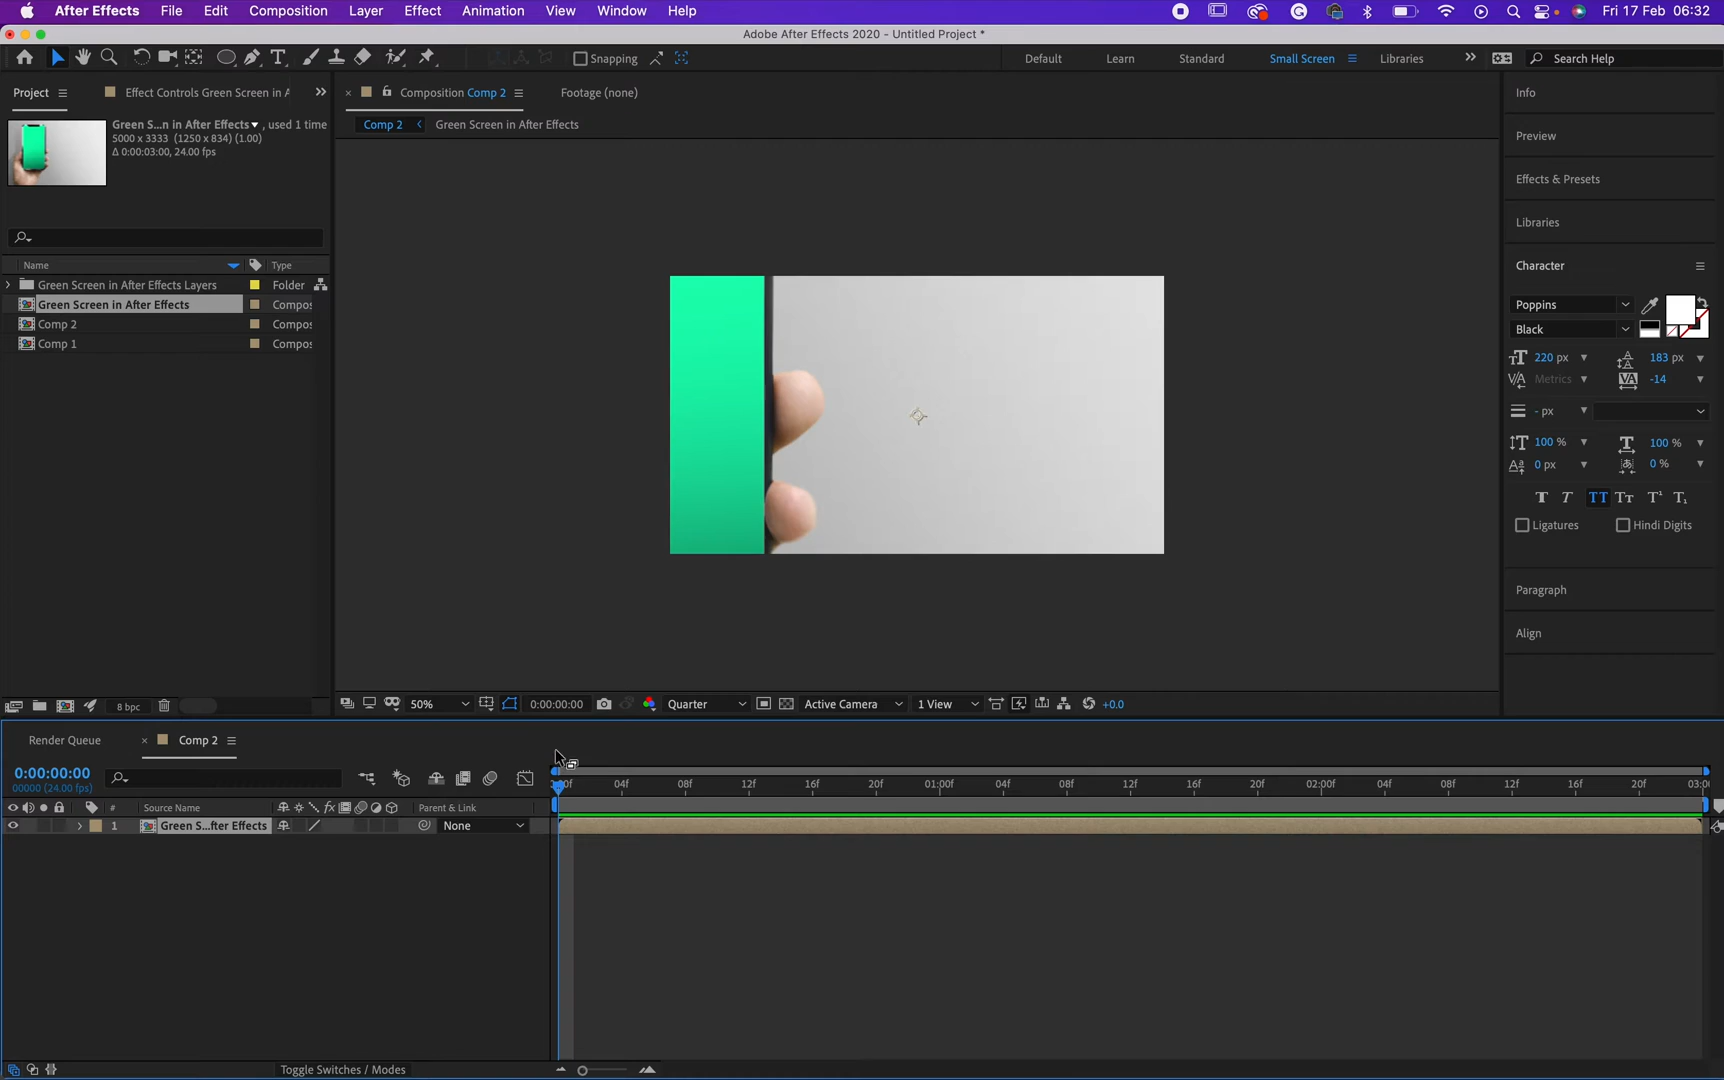 After Effects File Edit Composition Layer Effect Animation View Window Help Fri 17 Feb 06:32
Adobe After Effects 2020 - Untitled Project *
Snapping Default Learn Standard Small Screen Libraries Search Help
Project Effect Controls Green Screen in A Composition Comp 2 Footage (none) Info
Green S...n in After Effects▾ , used 1 time
Comp 2 Green Screen in After Effects
5000 x 3333 (1250 x 834) (1.00)
Δ 0:00:03:00, 24.00 fps
Preview
Effects & Presets
Libraries
Name Type
Green Screen in After Effects Layers Folder
Green Screen in After Effects Compos
Comp 2 Compos
Comp 1 Compos
Character
Poppins
Black
220 px 183 px
Metrics -14
- px
100 % 100 %
0 px 0 %
Ligatures Hindi Digits
Paragraph
Align
8 bpc 50% 0:00:00:00 Quarter Active Camera 1 View +0.0
Render Queue Comp 2
0:00:00:00
00000 (24.00 fps)
04f 08f 12f 16f 20f 01:00f 04f 08f 12f 16f 20f 02:00f 04f 08f 12f 16f 20f
# Source Name Parent & Link
1 Green S...fter Effects None
Toggle Switches / Modes